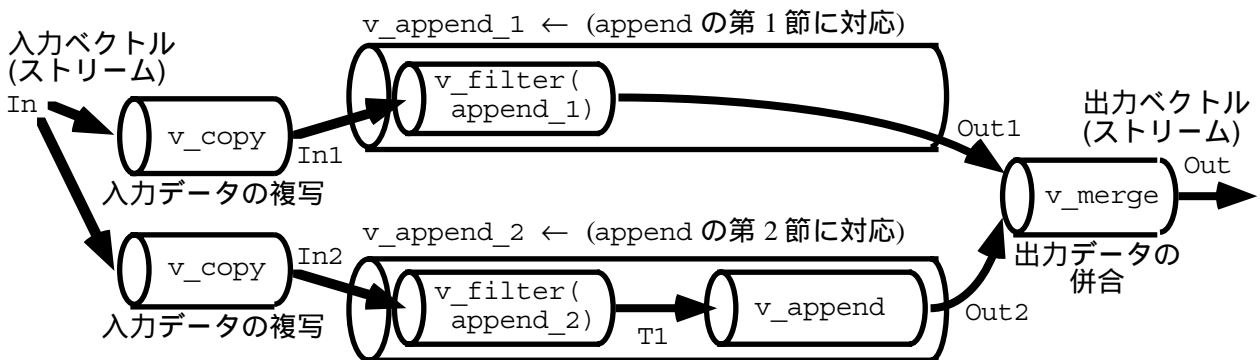 v_append_1 ← (append の第 1 節に対応)
入力ベクトル
(ストリーム)
In
v_copy
In1
入力データの複写
v_filter(
append_1)
Out1
出力ベクトル
(ストリーム)
Out
v_merge
出力データの
併合
v_append_2 ← (append の第 2 節に対応)
v_copy
In2
入力データの複写
v_filter(
append_2)
T1
v_append
Out2